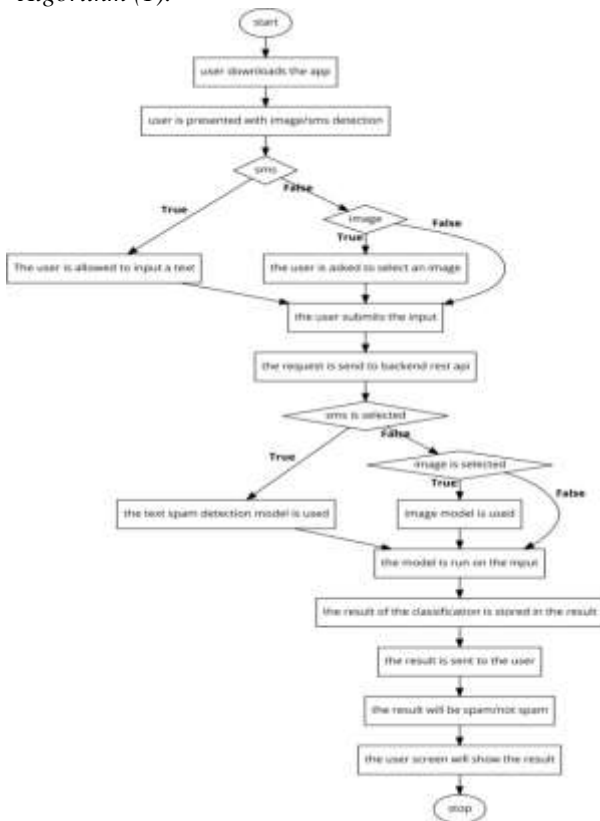 Algorithm (1).
start
user downloads the app
user is presented with image/sms detection
sms
True
False
image
True
False
The user is allowed to input a text
the user is asked to select an image
the user submits the input
the request is send to backend rest api
sms is selected
True
False
image is selected
True
False
the text spam detection model is used
image model is used
the model is run on the input
the result of the classification is stored in the result
the result is sent to the user
the result will be spam/not spam
the user screen will show the result
stop